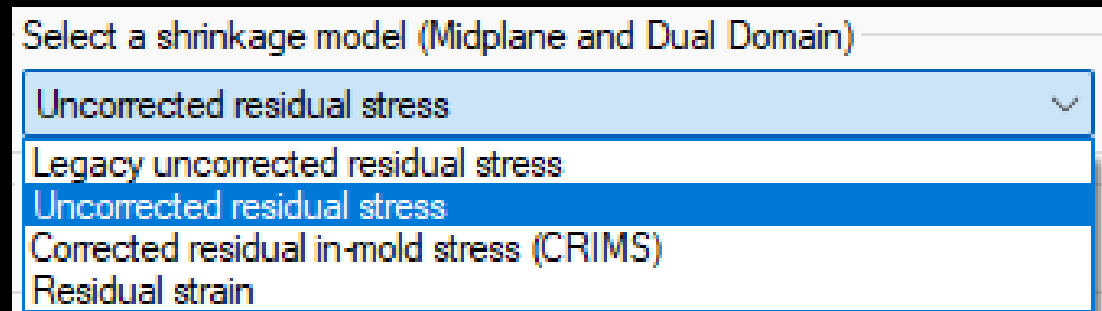 Select a shrinkage model (Midplane and Dual Domain)
Uncorrected residual stress
Legacy uncorrected residual stress
Uncorrected residual stress
Corrected residual in-mold stress (CRIMS)
Residual strain